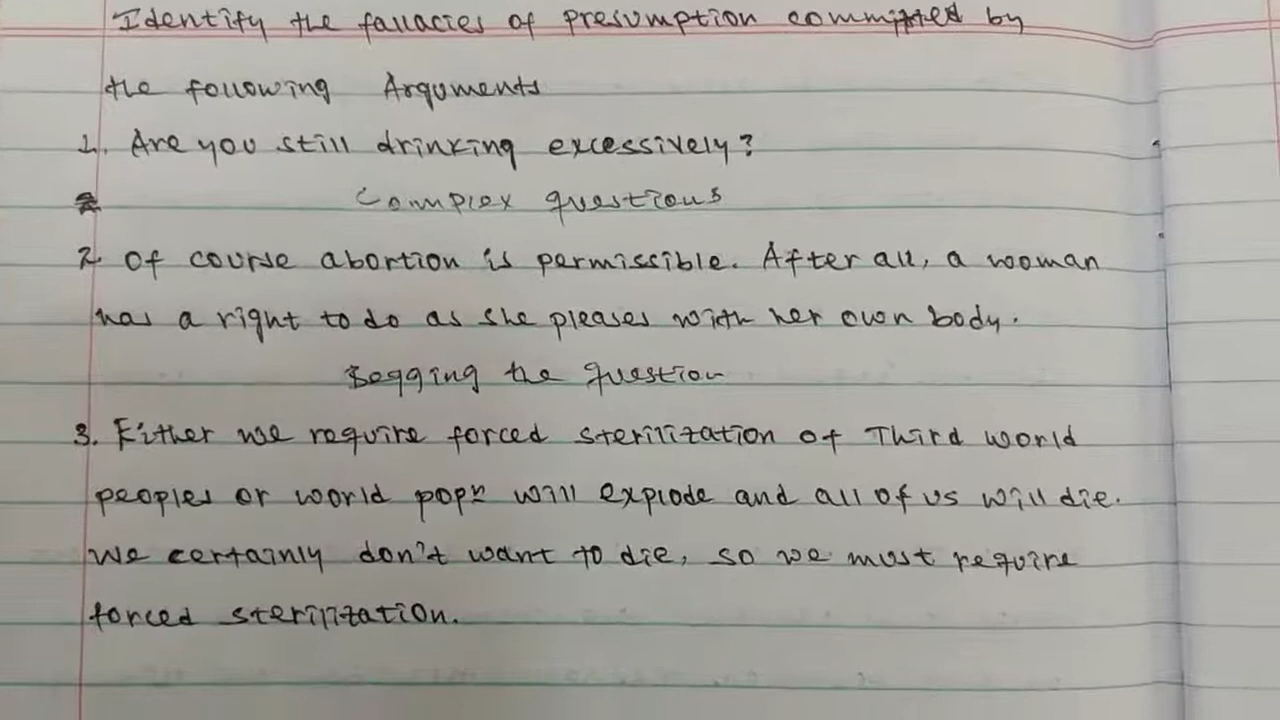 Identify the fallacies of presumption committed by
the following Arguments
1. Are you still drinking excessively?
Complex questions
2. Of course abortion is permissible. After all, a woman
has a right to do as she pleases with her own body.
Begging the question
3. Either we require forced sterilization of Third world
peoples or world popn will explode and all of us will die.
We certainly don't want to die, so we must require
forced sterilization.